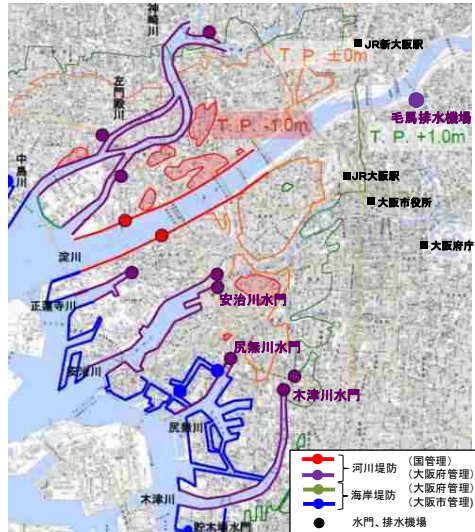 神崎川
JR新大阪駅
T. P. ±0m
左門殿川
毛馬排水機場
T. P. -1.0m
T. P. +1.0m
中島川
JR大阪駅
大阪市役所
大阪府庁
淀川
正蓮寺川
安治川水門
尻無川水門
安治川
木津川水門
尻無川
木津川
貯木場水門
河川堤防
(国管理)
(大阪府管理)
海岸堤防
(大阪府管理)
(大阪市管理)
水門、排水機場